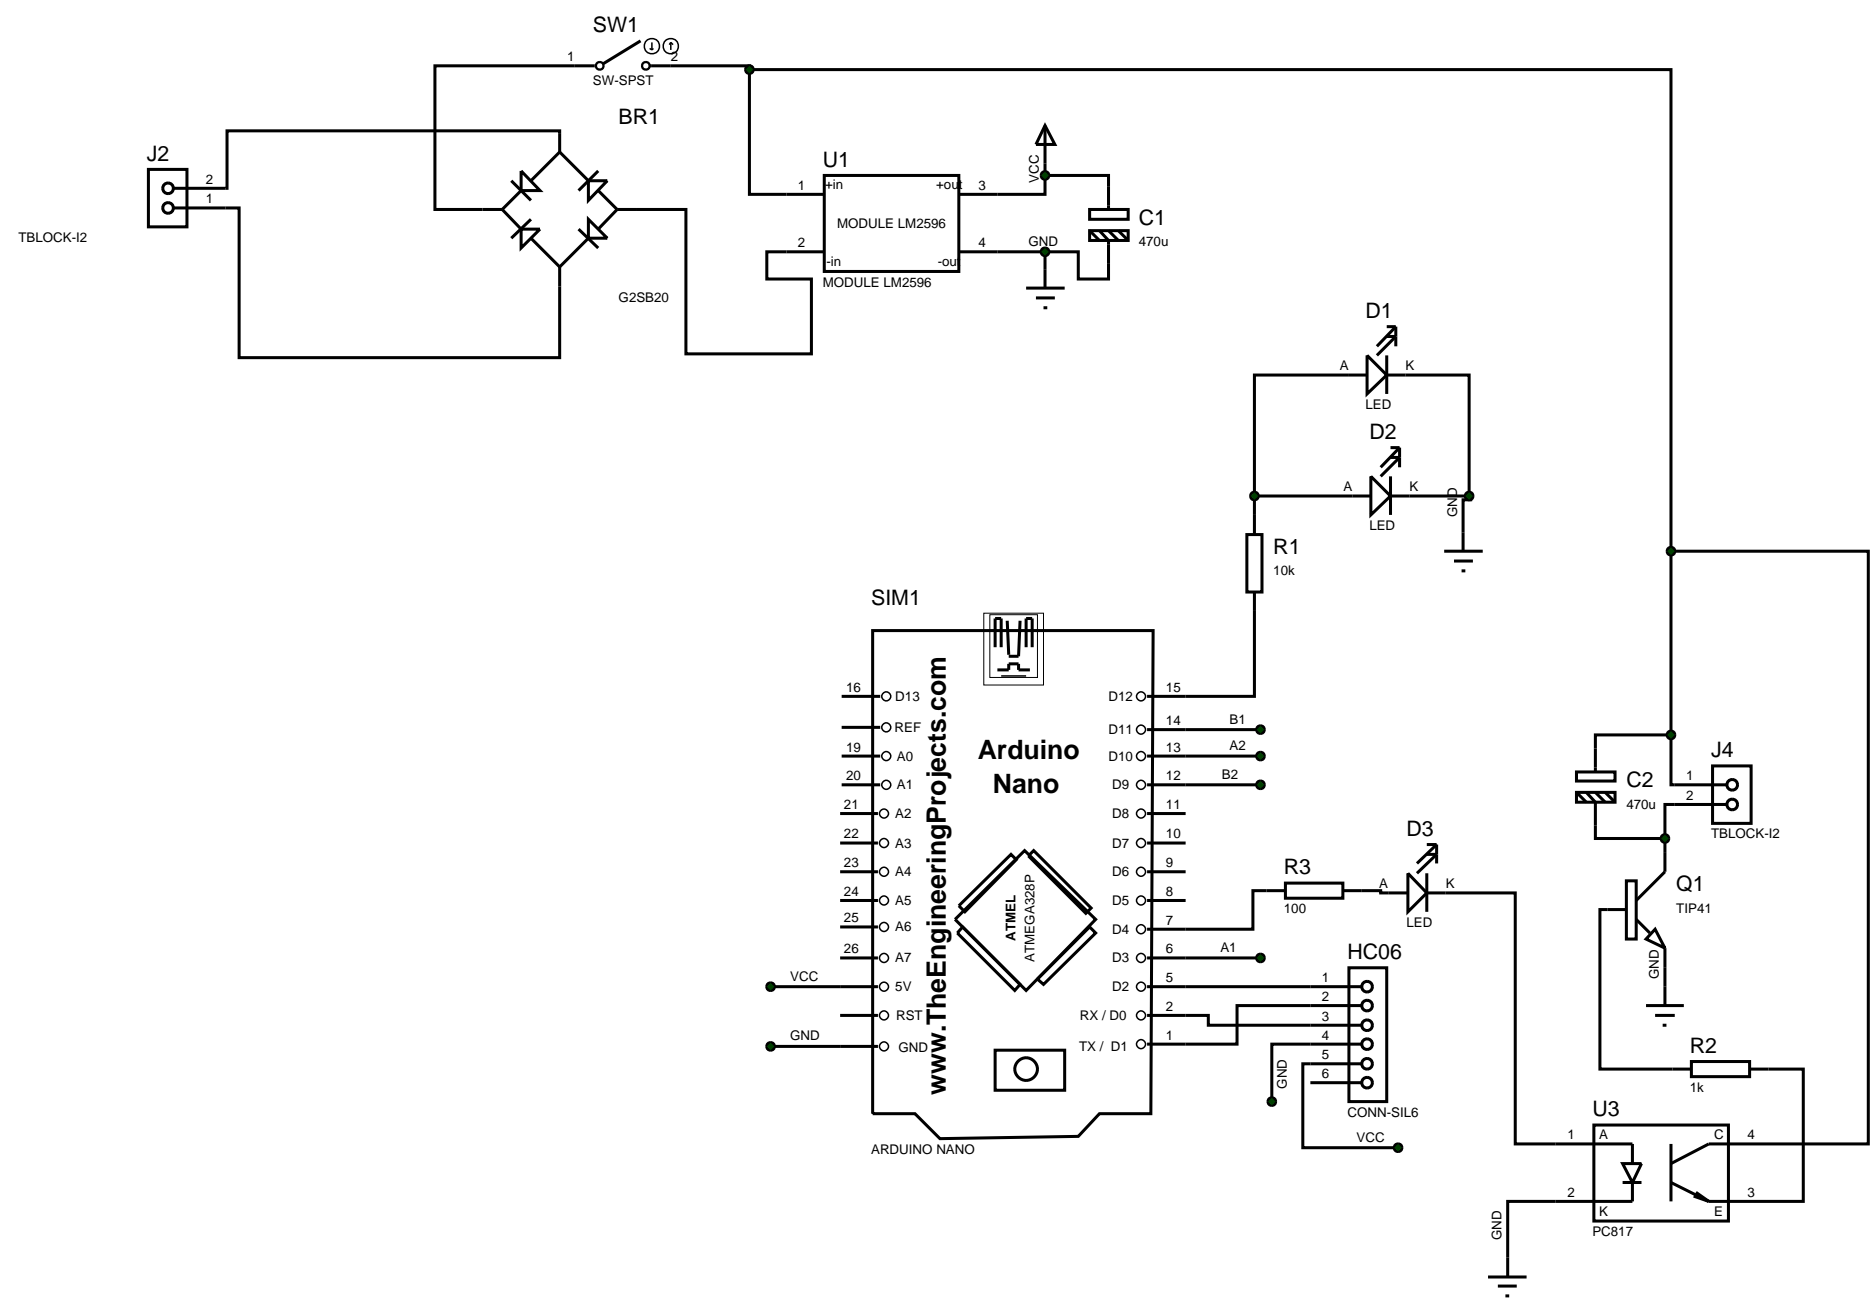 SW1
1
2
SW-SPST
BR1
J2
2
1
TBLOCK-I2
G2SB20
U1
1
+in
+out
3
MODULE LM2596
2
-in
-out
4
MODULE LM2596
VCC
GND
C1
470u
D1
A
K
LED
D2
A
K
LED
GND
R1
10k
SIM1
16
D13
REF
19
A0
20
A1
21
A2
22
A3
23
A4
24
A5
25
A6
26
A7
VCC
5V
RST
GND
GND
www.TheEngineeringProjects.com
Arduino
Nano
ATMEL
ATMEGA328P
D12
15
D11
14
B1
D10
13
A2
D9
12
B2
D8
11
D7
10
D6
9
D5
8
D4
7
D3
6
A1
D2
5
RX / D0
2
TX / D1
1
ARDUINO NANO
R3
100
D3
A
K
LED
HC06
1
2
3
4
5
6
GND
CONN-SIL6
VCC
C2
470u
J4
1
2
TBLOCK-I2
Q1
TIP41
GND
R2
1k
U3
1
A
C
4
2
K
E
3
PC817
GND